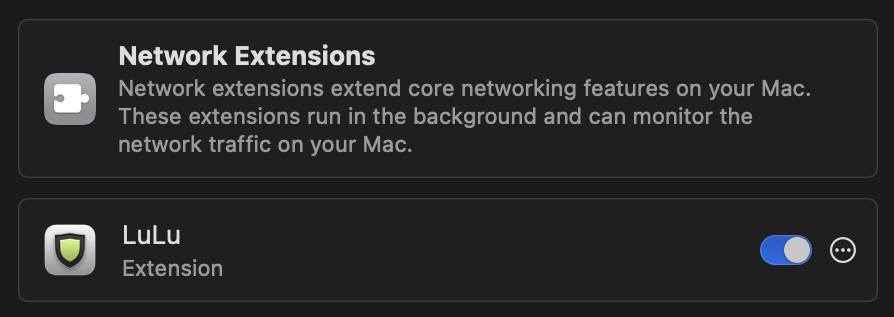 Network Extensions
Network extensions extend core networking features on your Mac.
These extensions run in the background and can monitor the
network traffic on your Mac.
LuLu
Extension